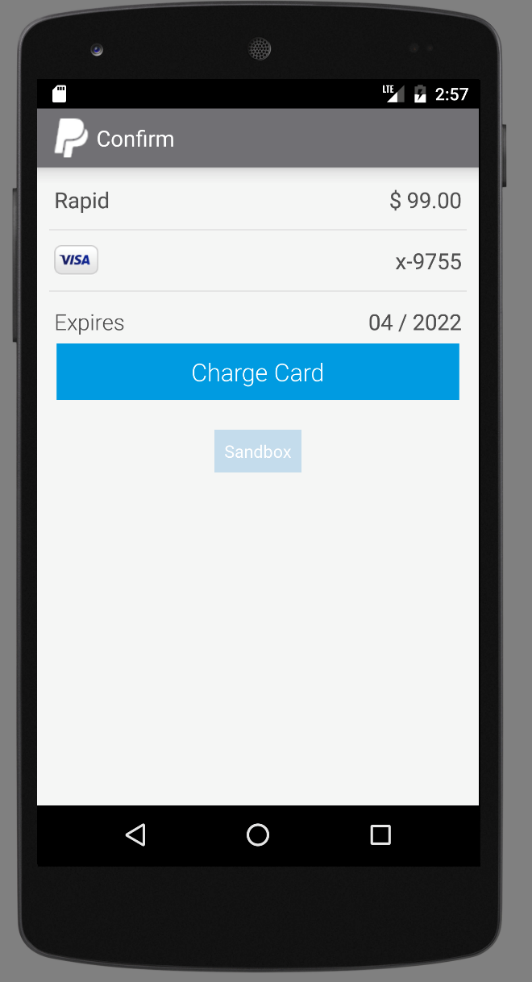 LTE 2:57
Confirm
Rapid $ 99.00
VISA x-9755
Expires 04 / 2022
Charge Card
Sandbox